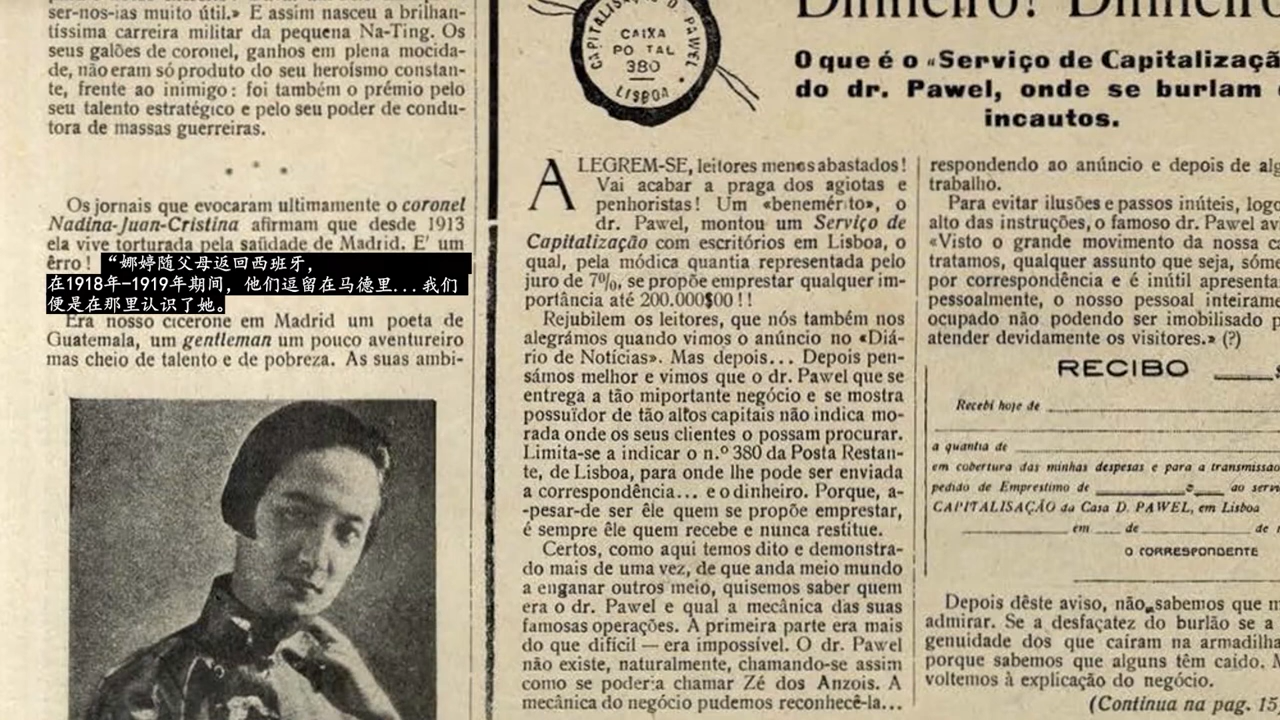 ser-nos-ias muito útil.» E assim nasceu a brilhan-
tíssima carreira militar da pequena Na-Ting. Os
seus galões de coronel, ganhos em plena mocida-
de, não eram só produto do seu heroísmo constan-
te, frente ao inimigo: foi também o prémio pelo
seu talento estratégico e pelo seu poder de condu-
tora de massas guerreiras.
* * *
Os jornais que evocaram ultimamente o coronel
Nadina-Juan-Cristina afirmam que desde 1913
ela vive torturada pela saüdade de Madrid. E' um
êrro! “娜婷随父母返回西班牙,
在1918年-1919年期间, 他们逗留在马德里...我们
便是在那里认识了她。
Era nosso cicerone em Madrid um poeta de
Guatemala, um gentleman um pouco aventureiro
mas cheio de talento e de pobreza. As suas ambi-
CAPITALISAÇÃO D. PAWEL
CAIXA
PO TAL
380
LISBOA
Dinheiro! Dinheiro
O que é o «Serviço de Capitalizaçã
do dr. Pawel, onde se burlam
incautos.
ALEGREM-SE, leitores menos abastados!
Vai acabar a praga dos agiotas e
penhoristas! Um «benemérito», o
dr. Pawel, montou um Serviço de
Capitalização com escritórios em Lisboa, o
qual, pela módica quantia representada pelo
juro de 7%, se propõe emprestar qualquer im-
portância até 200.000$00!!
Rejubilem os leitores, que nós também nos
alegrámos quando vimos o anúncio no «Diá-
rio de Notícias». Mas depois... Depois pen-
sámos melhor e vimos que o dr. Pawel que se
entrega a tão miportante negócio e se mostra
possuïdor de tão altos capitais não indica mo-
rada onde os seus clientes o possam procurar.
Limita-se a indicar o n.º 380 da Posta Restan-
te, de Lisboa, para onde lhe pode ser enviada
a correspondência... e o dinheiro. Porque, a-
-pesar-de ser êle quem se propõe emprestar,
é sempre êle quem recebe e nunca restitue.
Certos, como aqui temos dito e demonstra-
do mais de uma vez, de que anda meio mundo
a enganar outros meio, quisemos saber quem
era o dr. Pawel e qual a mecânica das suas
famosas operações. A primeira parte era mais
do que difícil — era impossível. O dr. Pawel
não existe, naturalmente, chamando-se assim
como se poderia chamar Zé dos Anzois. A
mecânica do negócio pudemos reconhecê-la...
respondendo ao anúncio e depois de alg
trabalho.
Para evitar ilusões e passos inúteis, logo
alto das instruções, o famoso dr. Pawel av
«Visto o grande movimento da nossa c
tratamos, qualquer assunto que seja, sóme
por correspondência e é inútil apresenta
pessoalmente, o nosso pessoal inteirame
ocupado não podendo ser imobilisado p
atender devidamente os visitores.» (?)
RECIBO
Recebi hoje de
a quantia de
em cobertura das minhas despesas e para a transmissão
pedido de Emprestimo de ao servi
CAPITALISAÇÃO da Casa D. PAWEL, em Lisboa
em de de
O CORRESPONDENTE
Depois dêste aviso, não sabemos que m
admirar. Se a desfaçatez do burlão se a
genuidade dos que caíram na armadilha
porque sabemos que alguns têm caido. M
voltemos à explicação do negócio.
(Continua na pag. 15)